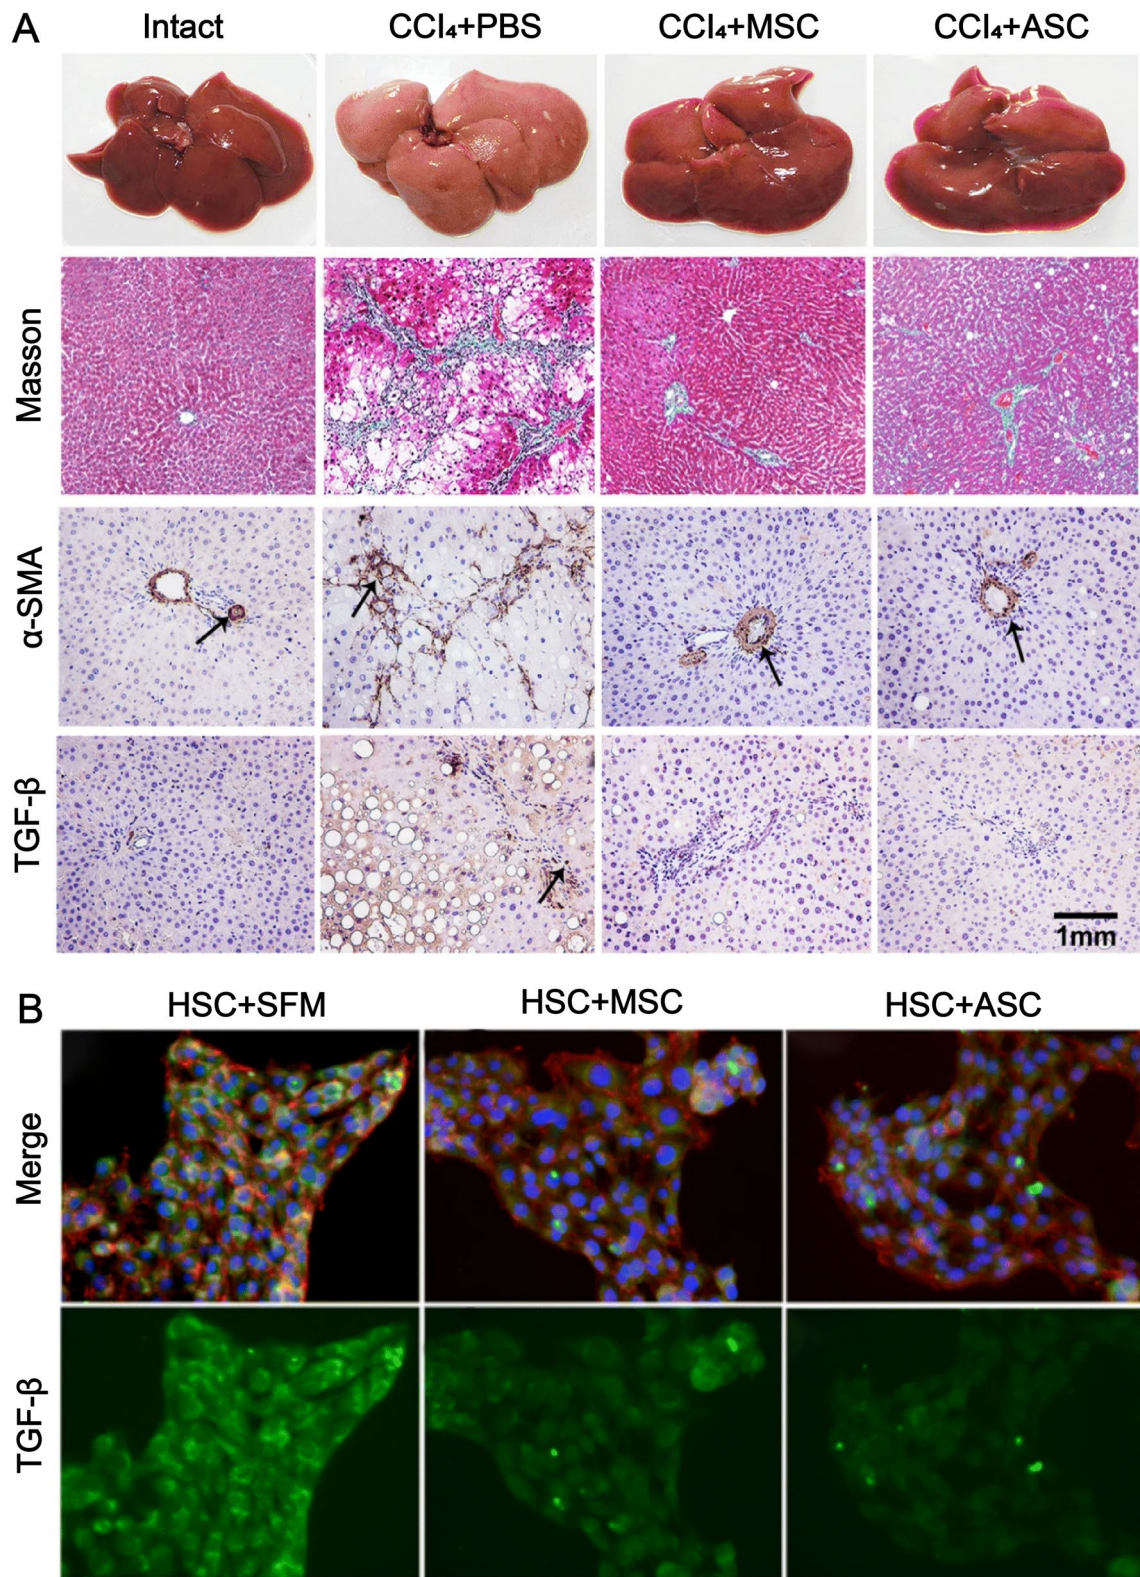 A
Intact
CCl₄+PBS
CCl₄+MSC
CCl₄+ASC
Masson
α-SMA
TGF-β
1mm
B
HSC+SFM
HSC+MSC
HSC+ASC
Merge
TGF-β